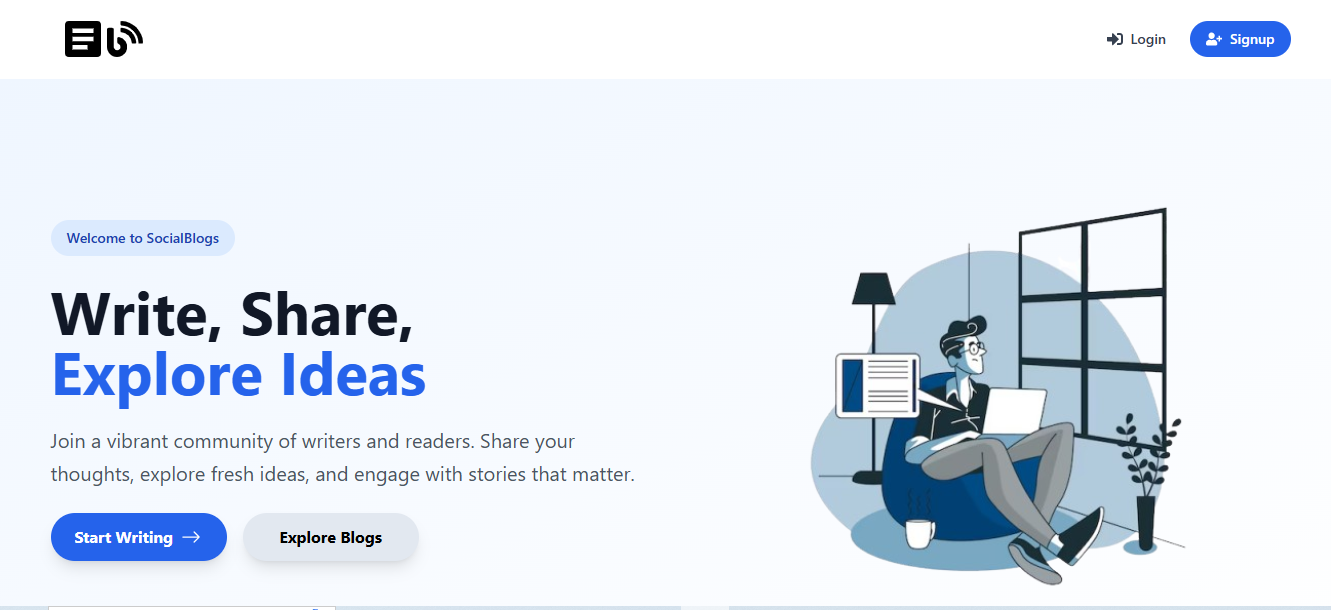 Login
Signup
Welcome to SocialBlogs
Write, Share,
Explore Ideas
Join a vibrant community of writers and readers. Share your
thoughts, explore fresh ideas, and engage with stories that matter.
Start Writing
Explore Blogs